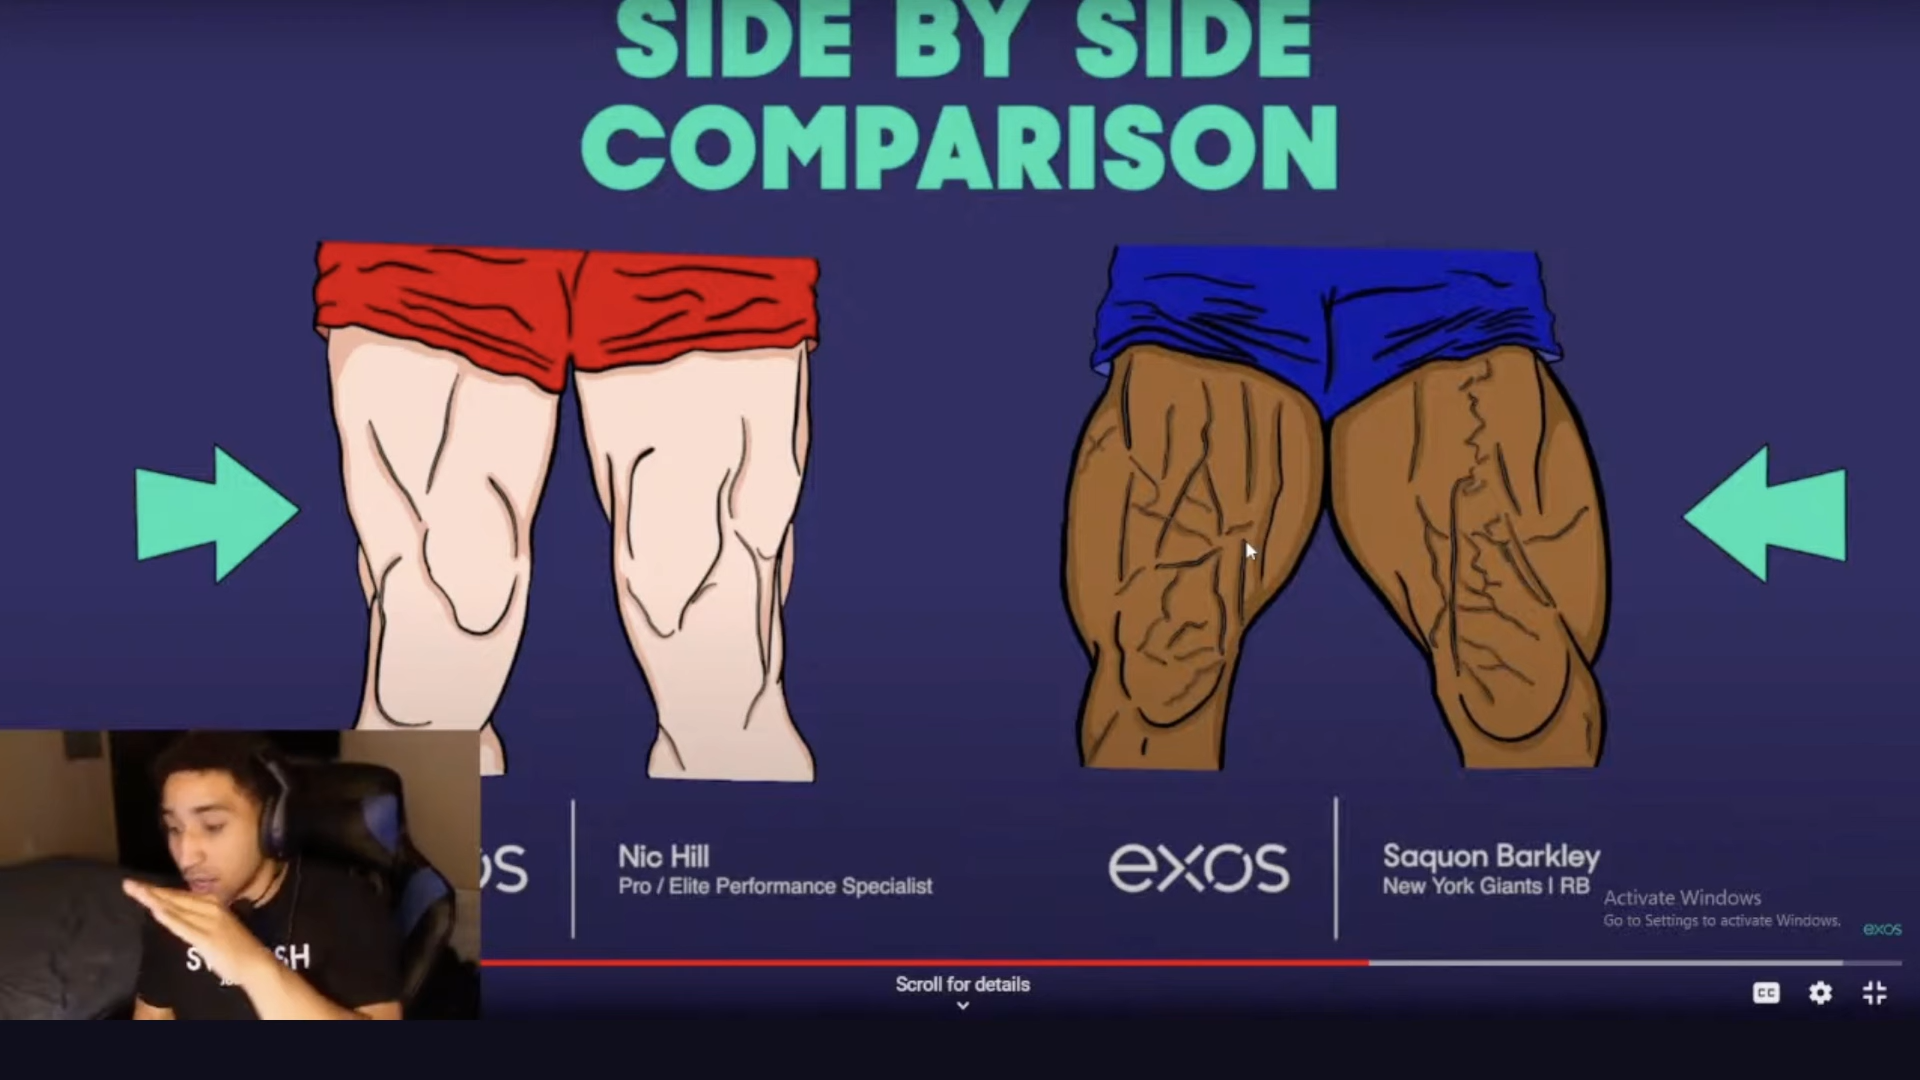 SIDE BY SIDE
COMPARISON
Nic Hill
Pro / Elite Performance Specialist
exos
Saquon Barkley
New York Giants | RB
Activate Windows
Go to Settings to activate Windows.
exos
Scroll for details
CC